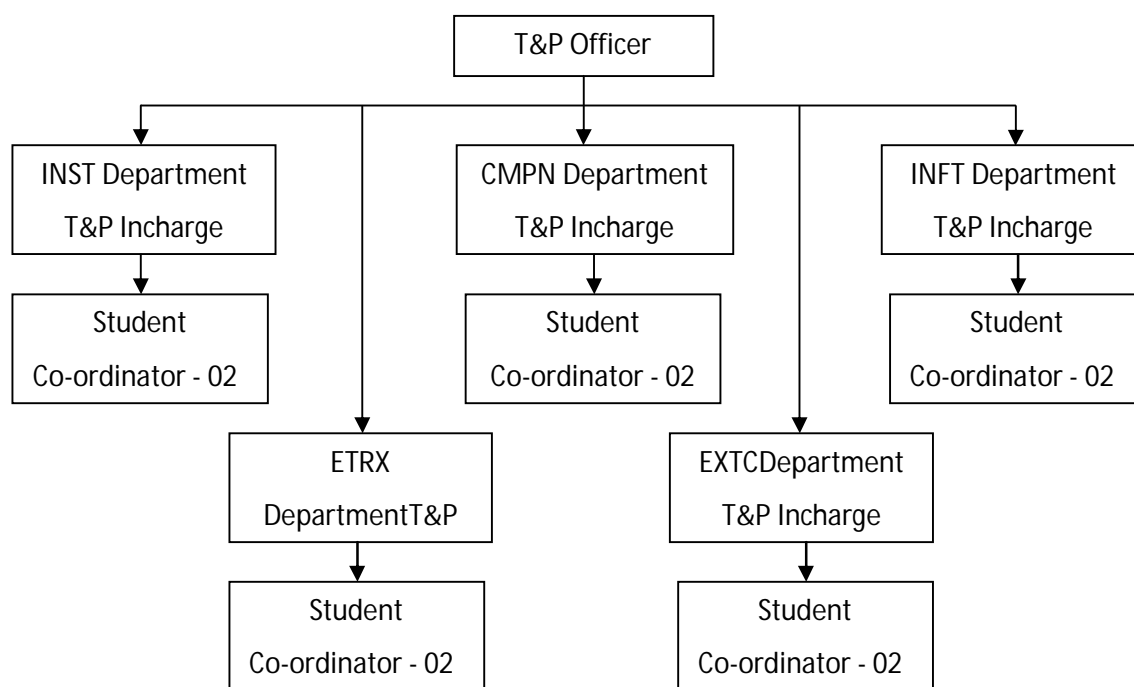 T&P Officer
INST Department
T&P Incharge
CMPN Department
T&P Incharge
INFT Department
T&P Incharge
Student
Co-ordinator - 02
Student
Co-ordinator - 02
Student
Co-ordinator - 02
ETRX
DepartmentT&P
EXTCDepartment
T&P Incharge
Student
Co-ordinator - 02
Student
Co-ordinator - 02